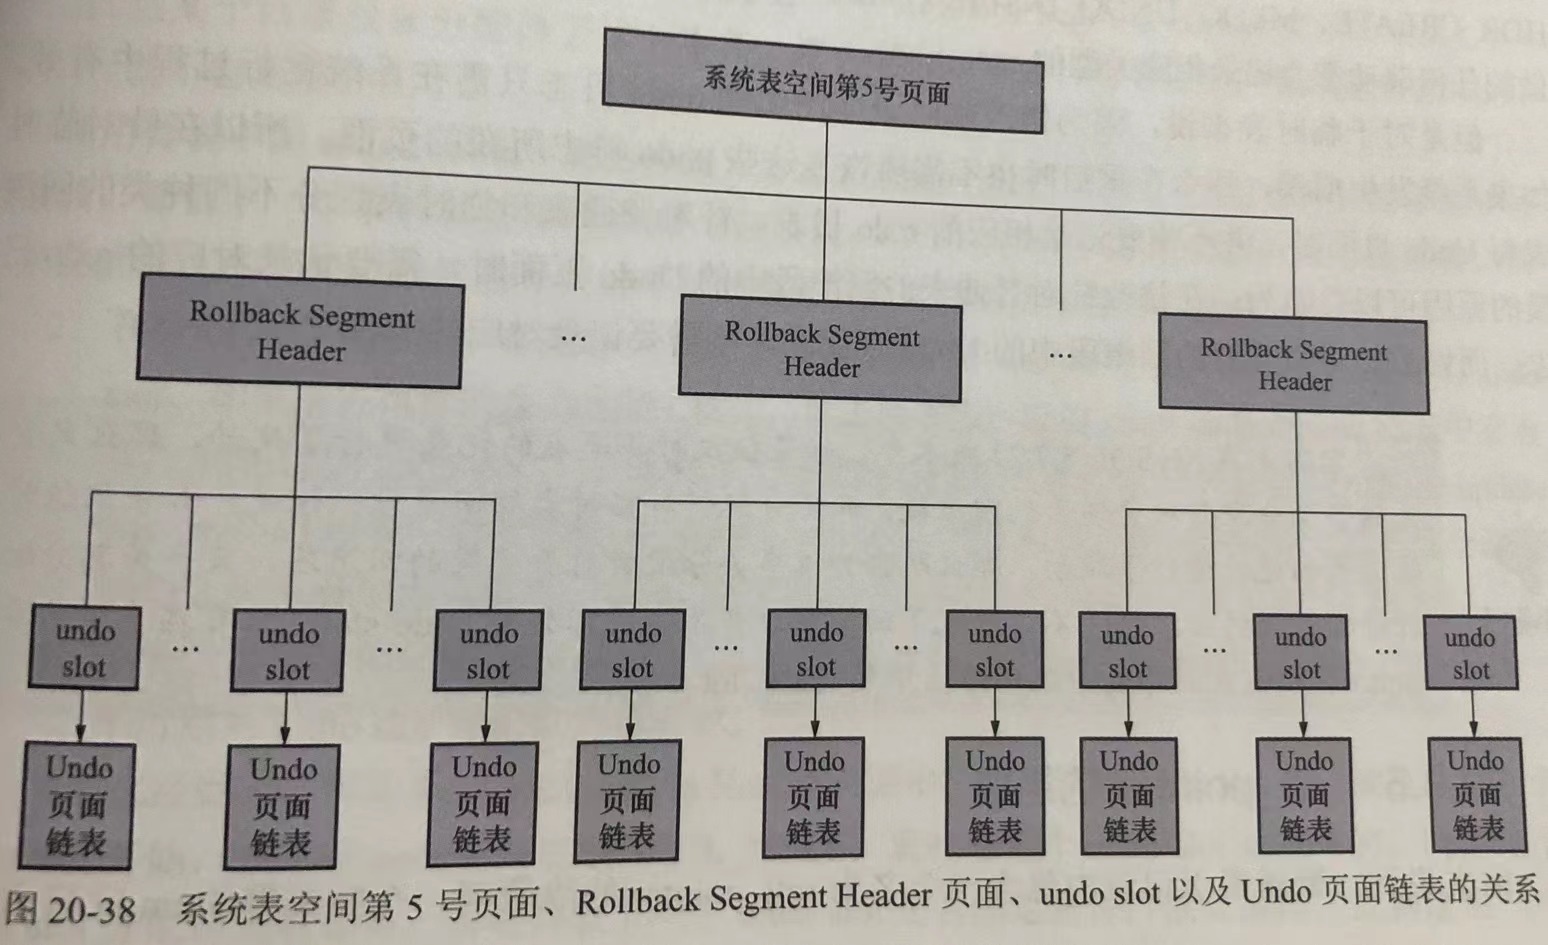 系统表空间第5号页面
Rollback Segment
Header
...
Rollback Segment
Header
...
Rollback Segment
Header
undo
slot
...
undo
slot
...
undo
slot
undo
slot
...
undo
slot
...
undo
slot
undo
slot
...
undo
slot
...
undo
slot
Undo
页面
链表
Undo
页面
链表
Undo
页面
链表
Undo
页面
链表
Undo
页面
链表
Undo
页面
链表
Undo
页面
链表
Undo
页面
链表
Undo
页面
链表
图 20-38 系统表空间第 5 号页面、Rollback Segment Header 页面、undo slot 以及 Undo 页面链表的关系